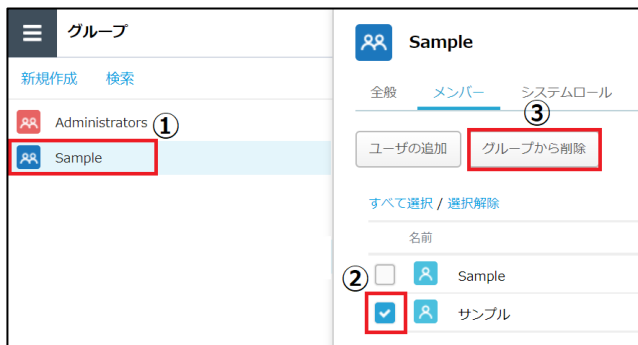 グループ
新規作成 検索
Administrators ①
Sample
Sample
全般 メンバー システムロール
③
ユーザの追加 グループから削除
すべて選択 / 選択解除
名前
② Sample
サンプル